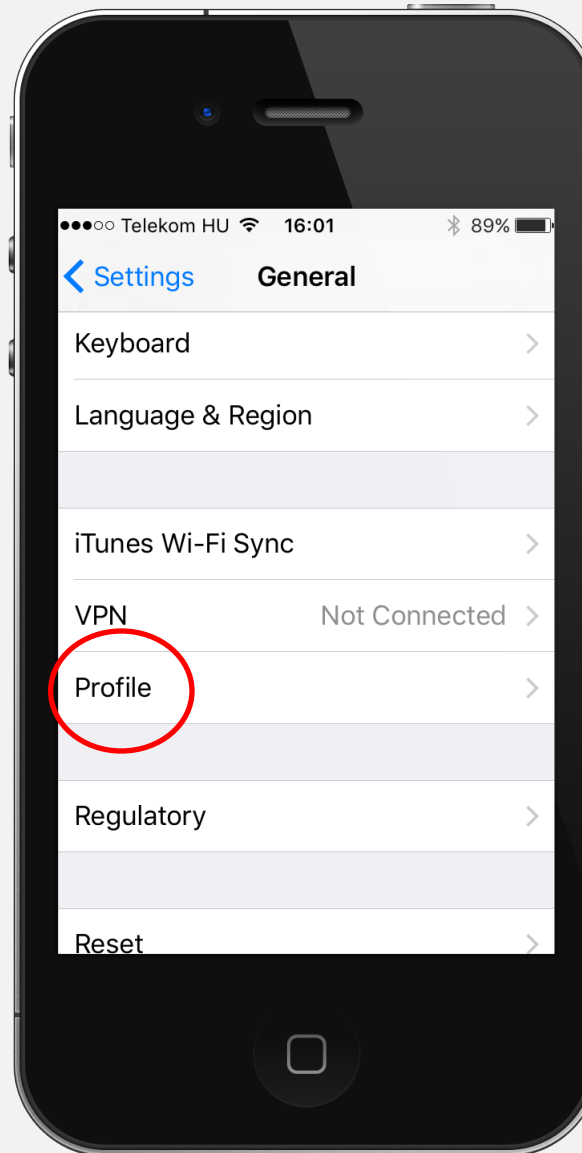 Telekom HU 16:01 89%
Settings General
Keyboard
Language & Region
iTunes Wi-Fi Sync
VPN Not Connected
Profile
Regulatory
Reset